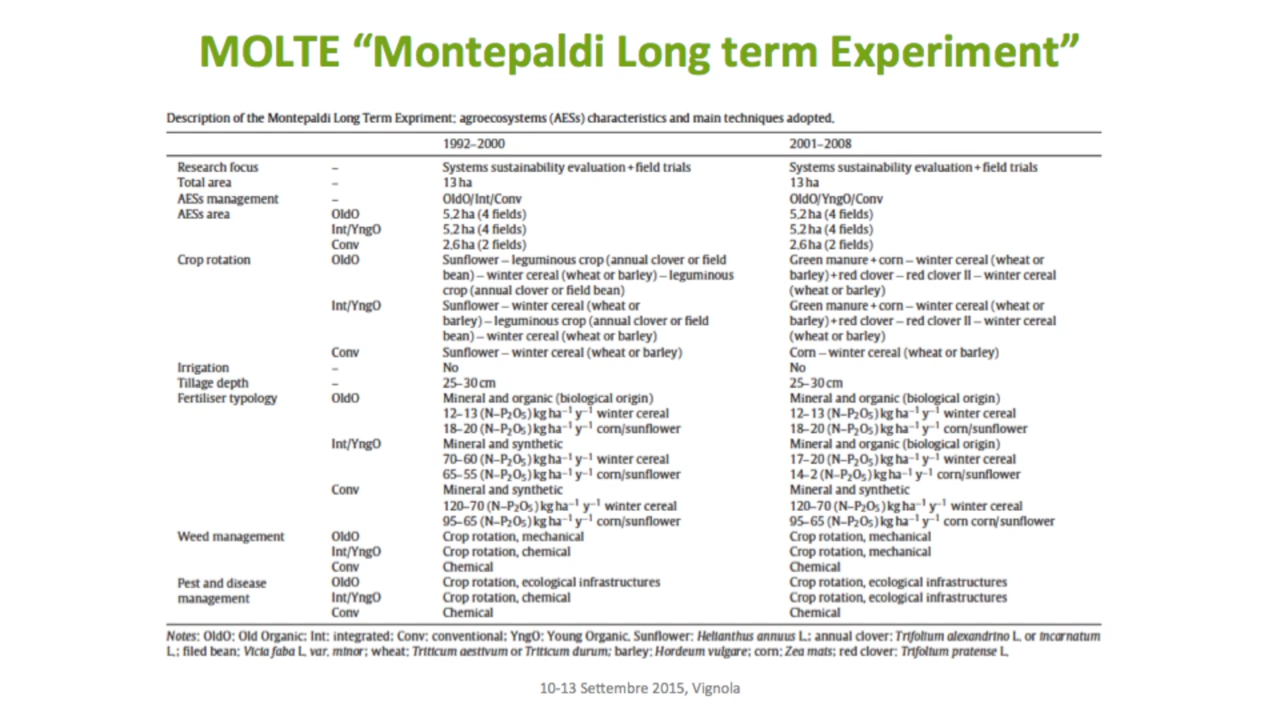 MOLTE “Montepaldi Long term Experiment”
Description of the Montepaldi Long Term Expriment: agroecosystems (AESs) characteristics and main techniques adopted.
1992–2000 2001–2008
Research focus – Systems sustainability evaluation + field trials Systems sustainability evaluation + field trials
Total area – 13 ha 13 ha
AESs management – OldO/Int/Conv OldO/YngO/Conv
AESs area OldO 5.2 ha (4 fields) 5.2 ha (4 fields)
Int/YngO 5.2 ha (4 fields) 5.2 ha (4 fields)
Conv 2.6 ha (2 fields) 2.6 ha (2 fields)
Crop rotation OldO Sunflower – leguminous crop (annual clover or field Green manure + corn – winter cereal (wheat or
bean) – winter cereal (wheat or barley) – leguminous barley) + red clover – red clover II – winter cereal
crop (annual clover or field bean) (wheat or barley)
Int/YngO Sunflower – winter cereal (wheat or Green manure + corn – winter cereal (wheat or
barley) – leguminous crop (annual clover or field barley) + red clover – red clover II – winter cereal
bean) – winter cereal (wheat or barley) (wheat or barley)
Conv Sunflower – winter cereal (wheat or barley) Corn – winter cereal (wheat or barley)
Irrigation – No No
Tillage depth – 25–30 cm 25–30 cm
Fertiliser typology OldO Mineral and organic (biological origin) Mineral and organic (biological origin)
12–13 (N–P₂O₅) kg ha⁻¹ y⁻¹ winter cereal 12–13 (N–P₂O₅) kg ha⁻¹ y⁻¹ winter cereal
18–20 (N–P₂O₅) kg ha⁻¹ y⁻¹ corn/sunflower 18–20 (N–P₂O₅) kg ha⁻¹ y⁻¹ corn/sunflower
Int/YngO Mineral and synthetic Mineral and organic (biological origin)
70–60 (N–P₂O₅) kg ha⁻¹ y⁻¹ winter cereal 17–20 (N–P₂O₅) kg ha⁻¹ y⁻¹ winter cereal
65–55 (N–P₂O₅) kg ha⁻¹ y⁻¹ corn/sunflower 14–2 (N–P₂O₅) kg ha⁻¹ y⁻¹ corn/sunflower
Conv Mineral and synthetic Mineral and synthetic
120–70 (N–P₂O₅) kg ha⁻¹ y⁻¹ winter cereal 120–70 (N–P₂O₅) kg ha⁻¹ y⁻¹ winter cereal
95–65 (N–P₂O₅) kg ha⁻¹ y⁻¹ corn/sunflower 95–65 (N–P₂O₅) kg ha⁻¹ y⁻¹ corn corn/sunflower
Weed management OldO Crop rotation, mechanical Crop rotation, mechanical
Int/YngO Crop rotation, chemical Crop rotation, mechanical
Conv Chemical Chemical
Pest and disease OldO Crop rotation, ecological infrastructures Crop rotation, ecological infrastructures
management Int/YngO Crop rotation, chemical Crop rotation, ecological infrastructures
Conv Chemical Chemical
Notes: OldO: Old Organic; Int: integrated; Conv: conventional; YngO: Young Organic. Sunflower: Helianthus annuus L.; annual clover: Trifolium alexandrino L. or incarnatum
L.; filed bean: Vicia faba L. var. minor; wheat: Triticum aestivum or Triticum durum; barley: Hordeum vulgare; corn: Zea mais; red clover: Trifolium pratense L.
10-13 Settembre 2015, Vignola